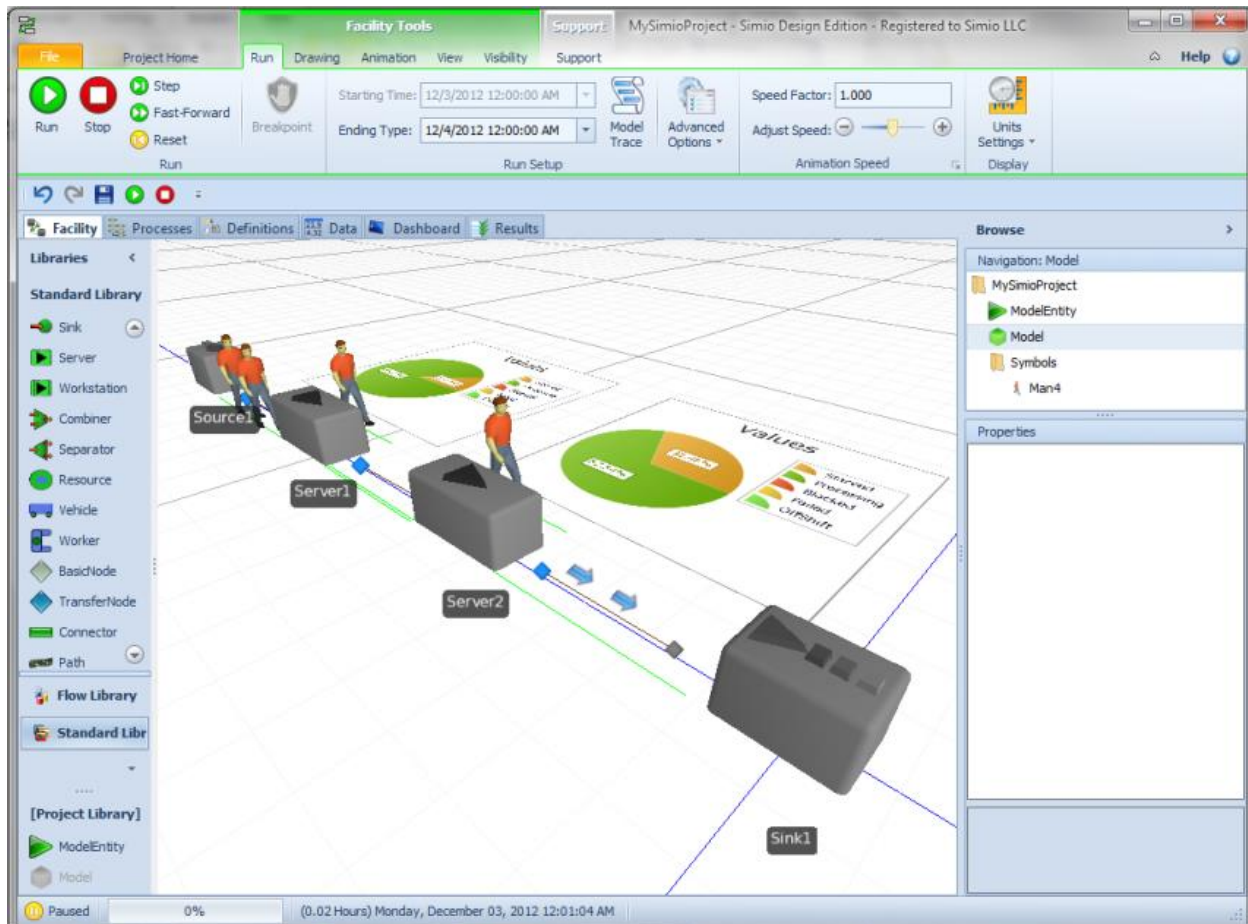 Facility Tools
Support
MySimioProject - Simio Design Edition - Registered to Simio LLC
File
Project Home
Run
Drawing
Animation
View
Visibility
Support
Help
Run
Stop
Step
Fast-Forward
Reset
Run
Breakpoint
Starting Time: 12/3/2012 12:00:00 AM
Ending Type: 12/4/2012 12:00:00 AM
Model
Trace
Advanced
Options
Run Setup
Speed Factor: 1.000
Adjust Speed:
Animation Speed
Units
Settings
Display
Facility
Processes
Definitions
Data
Dashboard
Results
Libraries
Standard Library
Sink
Server
Workstation
Combiner
Separator
Resource
Vehicle
Worker
BasicNode
TransferNode
Connector
Path
Flow Library
Standard Libr
[Project Library]
ModelEntity
Model
Source1
Server1
Server2
Sink1
Values
Values
Starved
Processing
Blocked
Failed
OffShift
Browse
Navigation: Model
MySimioProject
ModelEntity
Model
Symbols
Man4
Properties
Paused
0%
(0.02 Hours) Monday, December 03, 2012 12:01:04 AM